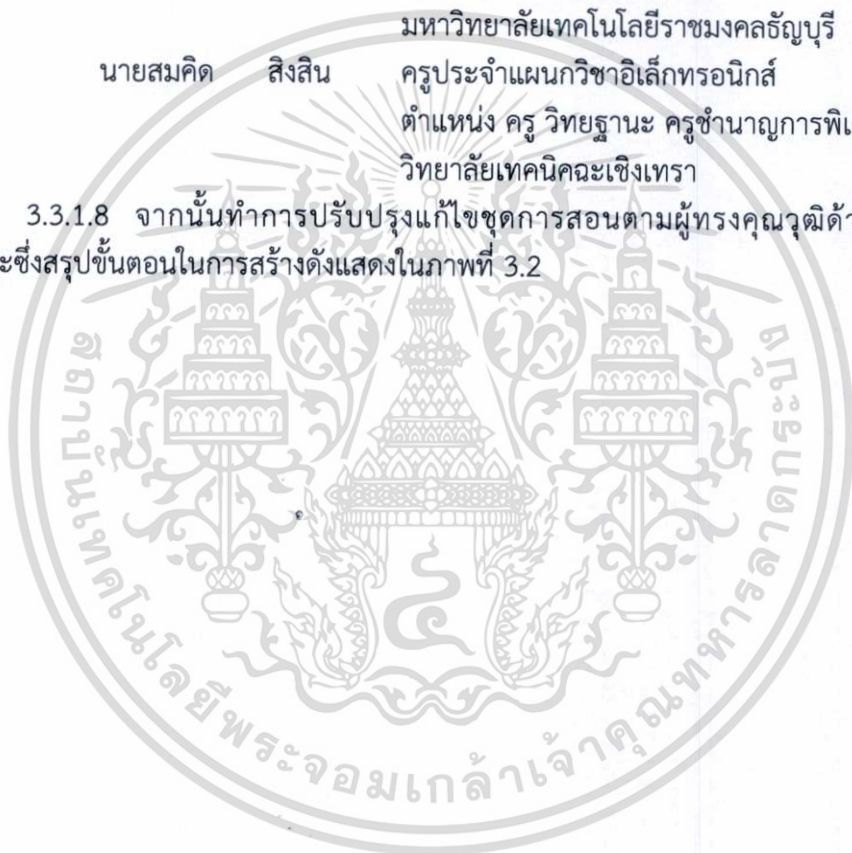 มหาวิทยาลัยเทคโนโลยีราชมงคลธัญบุรี
นายสมคิด สิงสิน ครูประจำแผนกวิชาอิเล็กทรอนิกส์
ตำแหน่ง ครู วิทยฐานะ ครูชำนาญการพิเ
วิทยาลัยเทคนิคฉะเชิงเทรา
3.3.1.8 จากนั้นทำการปรับปรุงแก้ไขชุดการสอนตามผู้ทรงคุณวุฒิด้า
ะซึ่งสรุปขั้นตอนในการสร้างดังแสดงในภาพที่ 3.2
สถาบันเทคโนโลยีพระจอมเกล้าเจ้าคุณทหารลาดกระบัง